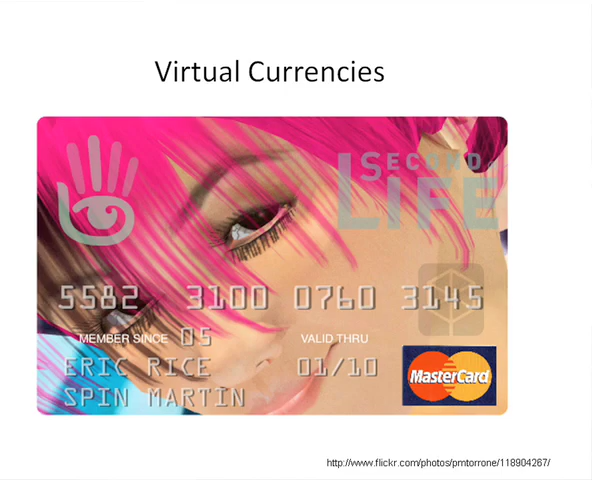 Virtual Currencies
SECOND
LIFE
5582 3100 0760 3145
MEMBER SINCE 05
VALID THRU
ERIC RICE 01/10
SPIN MARTIN
MasterCard
http://www.flickr.com/photos/pmtorrone/118904267/